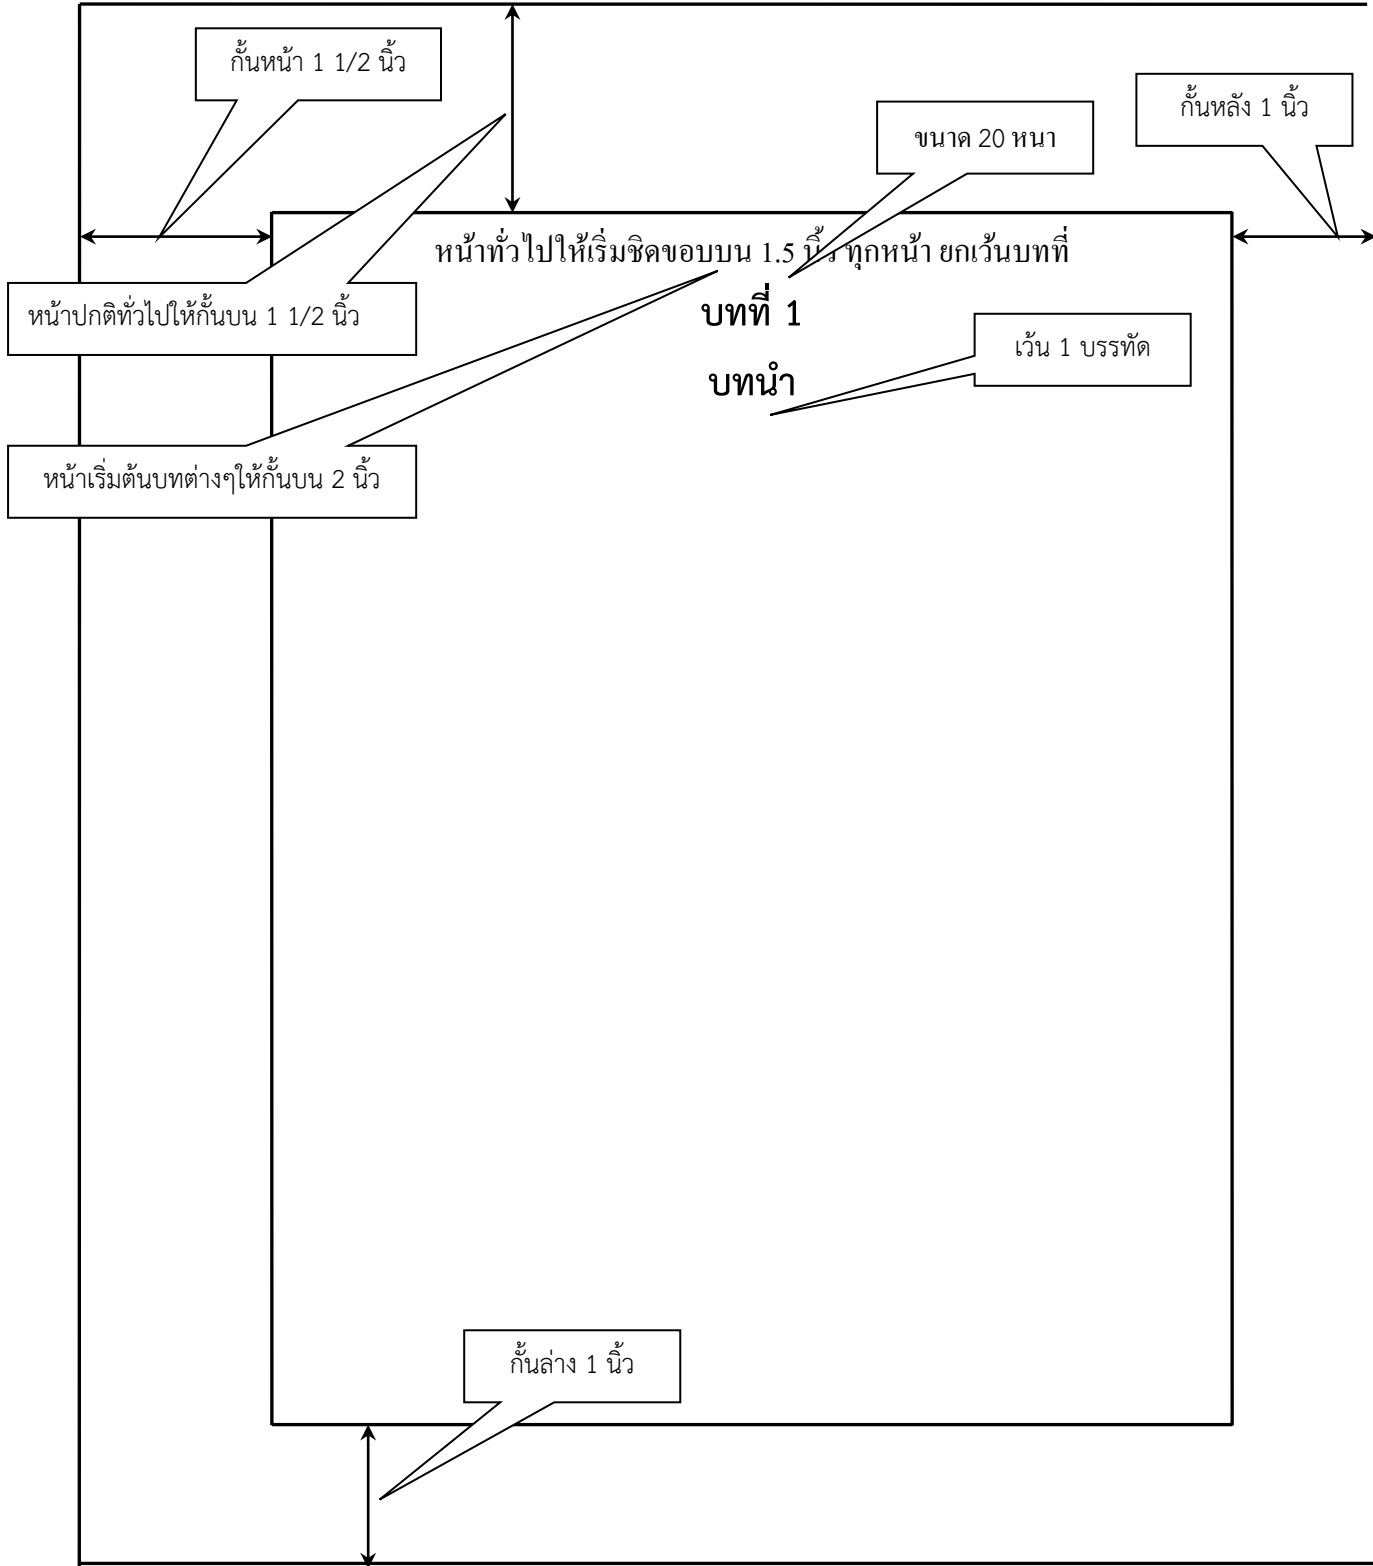 กั้นหน้า 1 1/2 นิ้ว
กั้นหลัง 1 นิ้ว
ขนาด 20 หนา
หน้าทั่วไปให้เริ่มชิดขอบบน 1.5 นิ้ว ทุกหน้า ยกเว้นบทที่
หน้าปกติทั่วไปให้กั้นบน 1 1/2 นิ้ว
บทที่ 1
เว้น 1 บรรทัด
บทนำ
หน้าเริ่มต้นบทต่างๆให้กั้นบน 2 นิ้ว
กั้นล่าง 1 นิ้ว